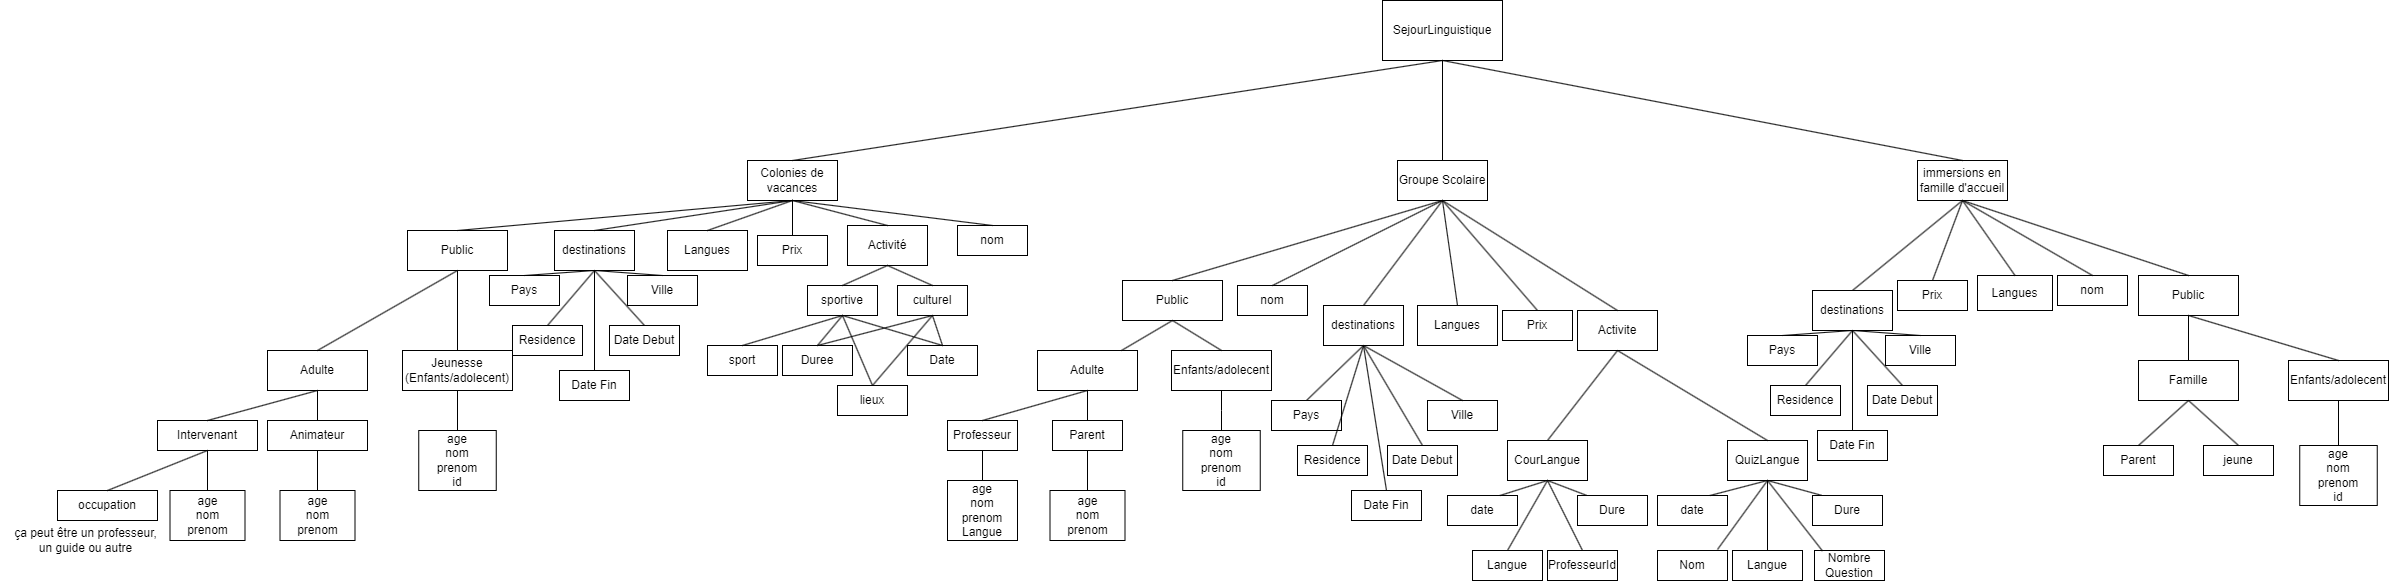 SejourLinguistique
Colonies de
vacances
Groupe Scolaire
immersions en
famille d'accueil
Public
destinations
Langues
Prix
Activité
nom
Pays
Ville
Residence
Date Debut
Date Fin
sportive
culturel
sport
Duree
Date
lieux
Adulte
Jeunesse
(Enfants/adolecent)
Intervenant
Animateur
age
nom
prenom
id
occupation
ça peut être un professeur,
un guide ou autre
age
nom
prenom
age
nom
prenom
Public
nom
destinations
Langues
Prix
Activite
Adulte
Enfants/adolecent
Professeur
Parent
age
nom
prenom
id
age
nom
prenom
Langue
age
nom
prenom
Pays
Ville
Residence
Date Debut
Date Fin
CourLangue
QuizLangue
date
Dure
Langue
ProfesseurId
date
Dure
Nom
Langue
Nombre
Question
destinations
Prix
Langues
nom
Public
Pays
Ville
Residence
Date Debut
Date Fin
Famille
Enfants/adolecent
Parent
jeune
age
nom
prenom
id